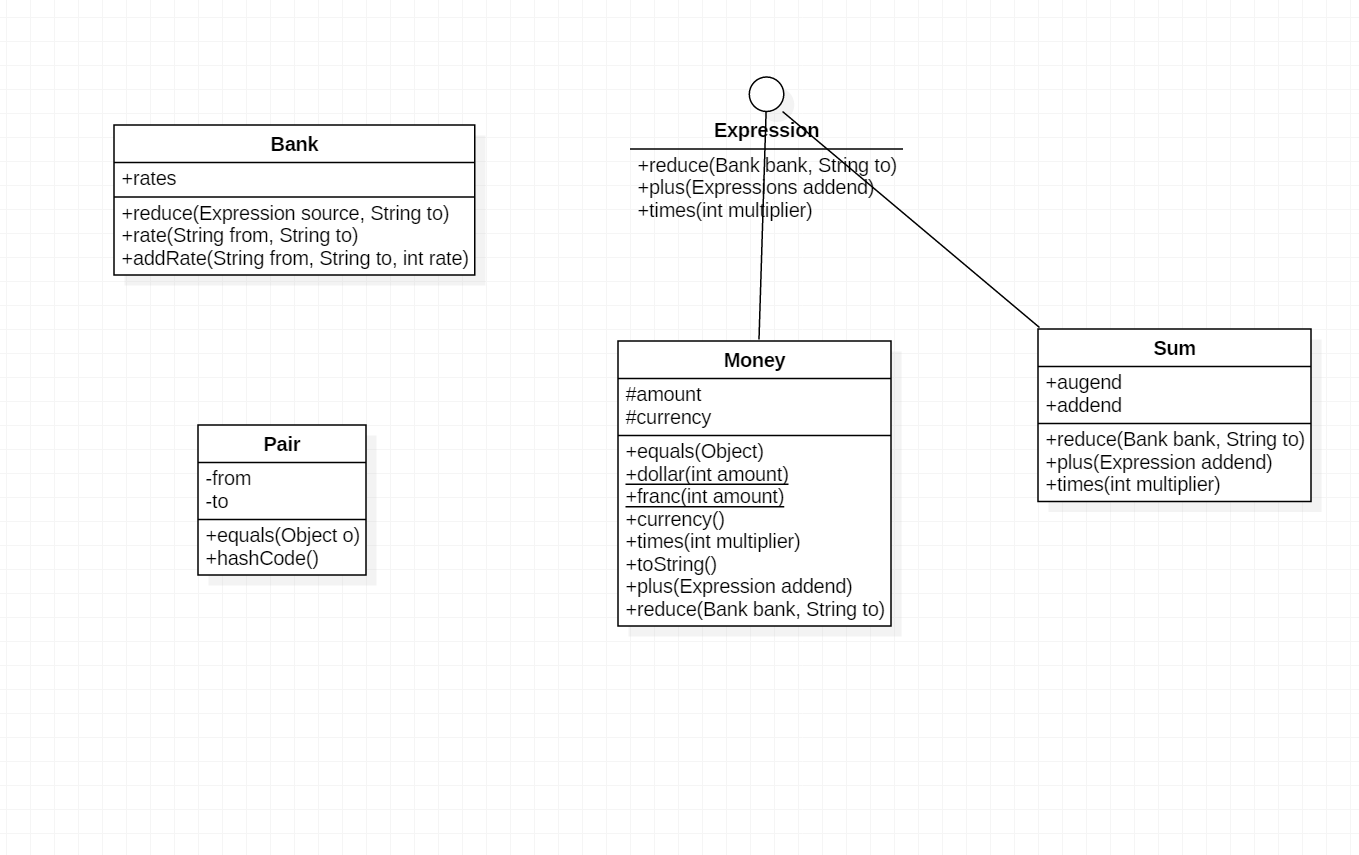 Bank
+rates
+reduce(Expression source, String to)
+rate(String from, String to)
+addRate(String from, String to, int rate)
Expression
+reduce(Bank bank, String to)
+plus(Expressions addend)
+times(int multiplier)
Pair
-from
-to
+equals(Object o)
+hashCode()
Money
#amount
#currency
+equals(Object)
+dollar(int amount)
+franc(int amount)
+currency()
+times(int multiplier)
+toString()
+plus(Expression addend)
+reduce(Bank bank, String to)
Sum
+augend
+addend
+reduce(Bank bank, String to)
+plus(Expression addend)
+times(int multiplier)